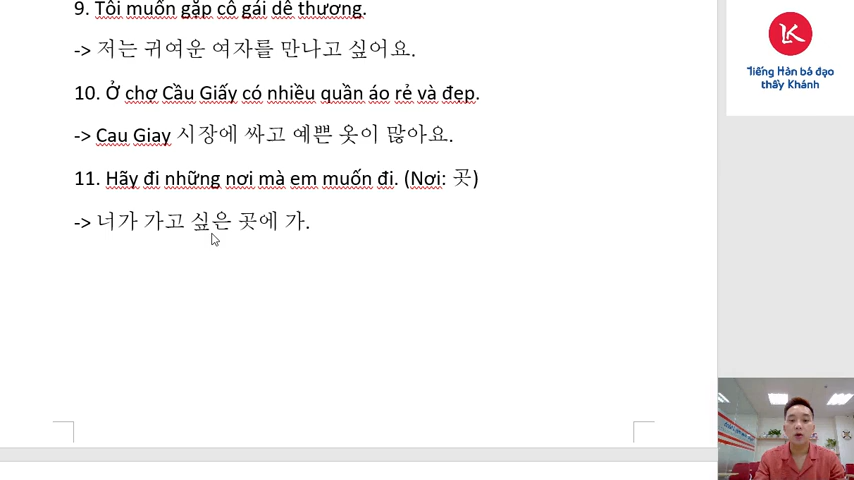 9. Tôi muốn gặp cô gái dễ thương.
-> 저는 귀여운 여자를 만나고 싶어요.
10. Ở chợ Cầu Giấy có nhiều quần áo rẻ và đẹp.
-> Cau Giay 시장에 싸고 예쁜 옷이 많아요.
11. Hãy đi những nơi mà em muốn đi. (Nơi: 곳)
-> 너가 가고 싶은 곳에 가.
LK
Tiếng Hàn bá đạo
thầy Khánh